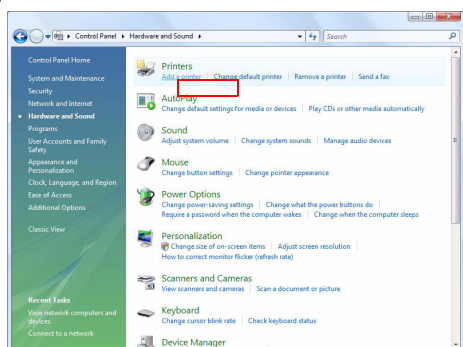 Control Panel ▸ Hardware and Sound ▸
Search
Control Panel Home
System and Maintenance
Security
Network and Internet
Hardware and Sound
Programs
User Accounts and Family
Safety
Appearance and
Personalization
Clock, Language, and Region
Ease of Access
Additional Options
Classic View
Recent Tasks
View network computers and
devices
Connect to a network
Printers
Add a printer | Change default printer | Remove a printer | Send a fax
AutoPlay
Change default settings for media or devices | Play CDs or other media automatically
Sound
Adjust system volume | Change system sounds | Manage audio devices
Mouse
Change button settings | Change pointer appearance
Power Options
Change power-saving settings | Change what the power buttons do |
Require a password when the computer wakes | Change when the computer sleeps
Personalization
Change size of on-screen items | Adjust screen resolution |
How to correct monitor flicker (refresh rate)
Scanners and Cameras
View scanners and cameras | Scan a document or picture
Keyboard
Change cursor blink rate | Check keyboard status
Device Manager